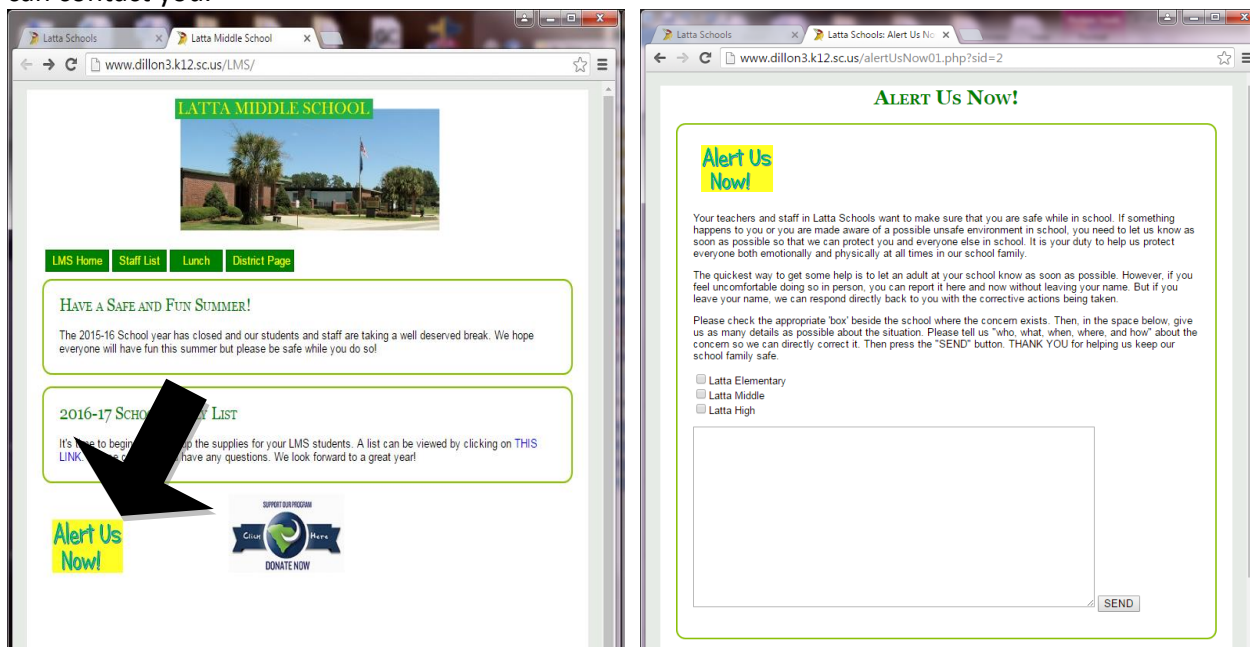 can contact you.
Latta Schools
Latta Middle School
www.dillon3.k12.sc.us/LMS/
LATTA MIDDLE SCHOOL
LMS Home Staff List Lunch District Page
HAVE A SAFE AND FUN SUMMER!
The 2015-16 School year has closed and our students and staff are taking a well deserved break. We hope
everyone will have fun this summer but please be safe while you do so!
2016-17 SCHO LIST
It's to begin the supplies for your LMS students. A list can be viewed by clicking on THIS
LINK. have any questions. We look forward to a great year!
Alert Us
Now!
SUPPORT OUR PROGRAM
Click Here
DONATE NOW
Latta Schools
Latta Schools: Alert Us No
www.dillon3.k12.sc.us/alertUsNow01.php?sid=2
ALERT US NOW!
Alert Us
Now!
Your teachers and staff in Latta Schools want to make sure that you are safe while in school. If something
happens to you or you are made aware of a possible unsafe environment in school, you need to let us know as
soon as possible so that we can protect you and everyone else in school. It is your duty to help us protect
everyone both emotionally and physically at all times in our school family.
The quickest way to get some help is to let an adult at your school know as soon as possible. However, if you
feel uncomfortable doing so in person, you can report it here and now without leaving your name. But if you
leave your name, we can respond directly back to you with the corrective actions being taken.
Please check the appropriate 'box' beside the school where the concern exists. Then, in the space below, give
us as many details as possible about the situation. Please tell us "who, what, when, where, and how" about the
concern so we can directly correct it. Then press the "SEND" button. THANK YOU for helping us keep our
school family safe.
Latta Elementary
Latta Middle
Latta High
SEND